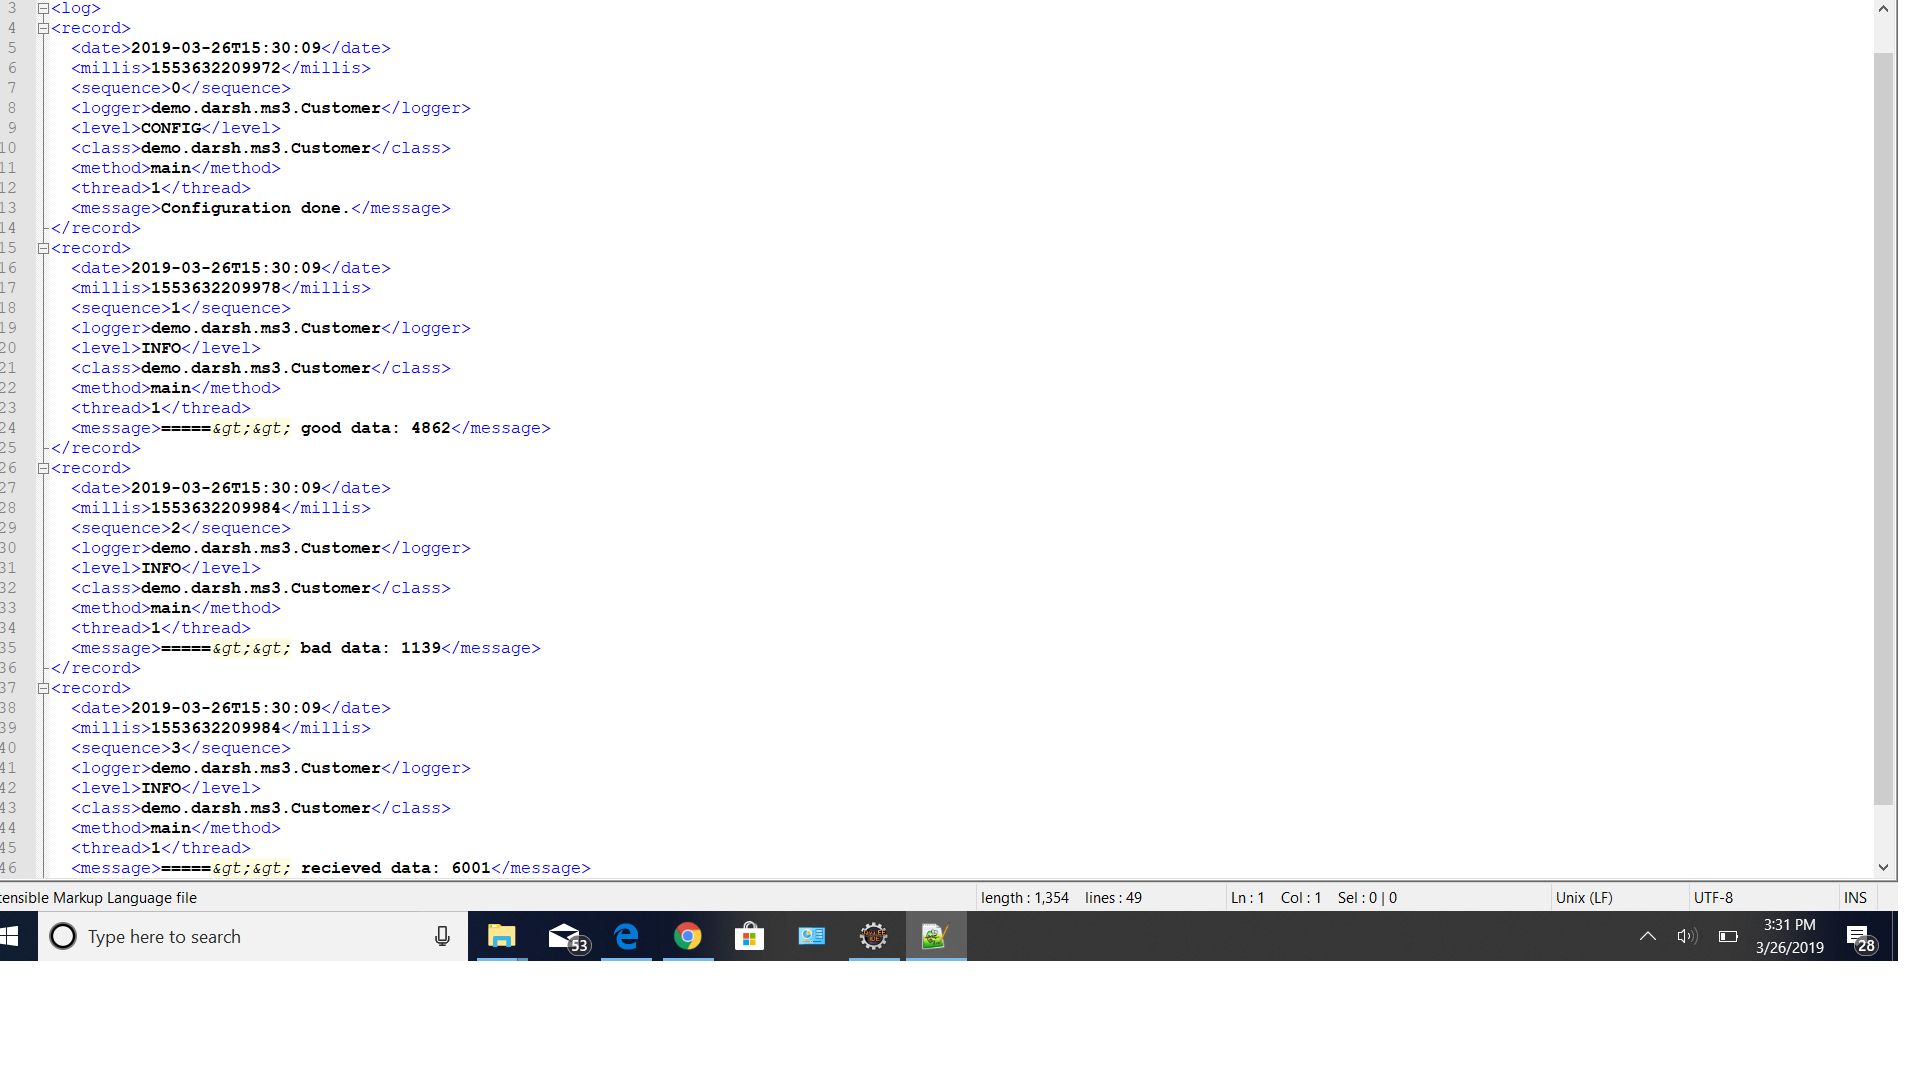 3 <log>
4 <record>
5 <date>2019-03-26T15:30:09</date>
6 <millis>1553632209972</millis>
7 <sequence>0</sequence>
8 <logger>demo.darsh.ms3.Customer</logger>
9 <level>CONFIG</level>
10 <class>demo.darsh.ms3.Customer</class>
11 <method>main</method>
12 <thread>1</thread>
13 <message>Configuration done.</message>
14 </record>
15 <record>
16 <date>2019-03-26T15:30:09</date>
17 <millis>1553632209978</millis>
18 <sequence>1</sequence>
19 <logger>demo.darsh.ms3.Customer</logger>
20 <level>INFO</level>
21 <class>demo.darsh.ms3.Customer</class>
22 <method>main</method>
23 <thread>1</thread>
24 <message>=====&gt;&gt; good data: 4862</message>
25 </record>
26 <record>
27 <date>2019-03-26T15:30:09</date>
28 <millis>1553632209984</millis>
29 <sequence>2</sequence>
30 <logger>demo.darsh.ms3.Customer</logger>
31 <level>INFO</level>
32 <class>demo.darsh.ms3.Customer</class>
33 <method>main</method>
34 <thread>1</thread>
35 <message>=====&gt;&gt; bad data: 1139</message>
36 </record>
37 <record>
38 <date>2019-03-26T15:30:09</date>
39 <millis>1553632209984</millis>
40 <sequence>3</sequence>
41 <logger>demo.darsh.ms3.Customer</logger>
42 <level>INFO</level>
43 <class>demo.darsh.ms3.Customer</class>
44 <method>main</method>
45 <thread>1</thread>
46 <message>=====&gt;&gt; recieved data: 6001</message>
tensible Markup Language file length : 1,354 lines : 49 Ln : 1 Col : 1 Sel : 0 | 0 Unix (LF) UTF-8 INS
Type here to search 53 3:31 PM
3/26/2019 28